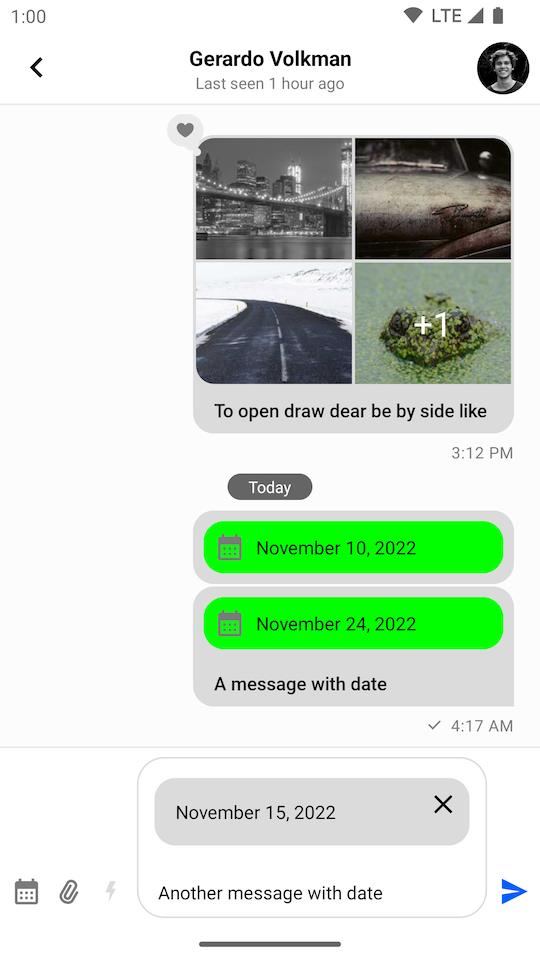 1:00
LTE
Gerardo Volkman
Last seen 1 hour ago
+1
To open draw dear be by side like
3:12 PM
Today
November 10, 2022
November 24, 2022
A message with date
4:17 AM
November 15, 2022
Another message with date